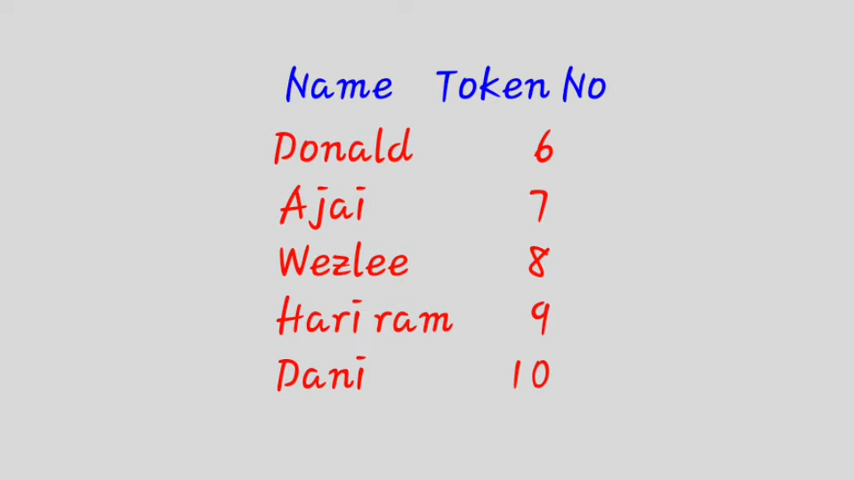 Name Token No
Donald 6
Ajai 7
Wezlee 8
Hari ram 9
Dani 10